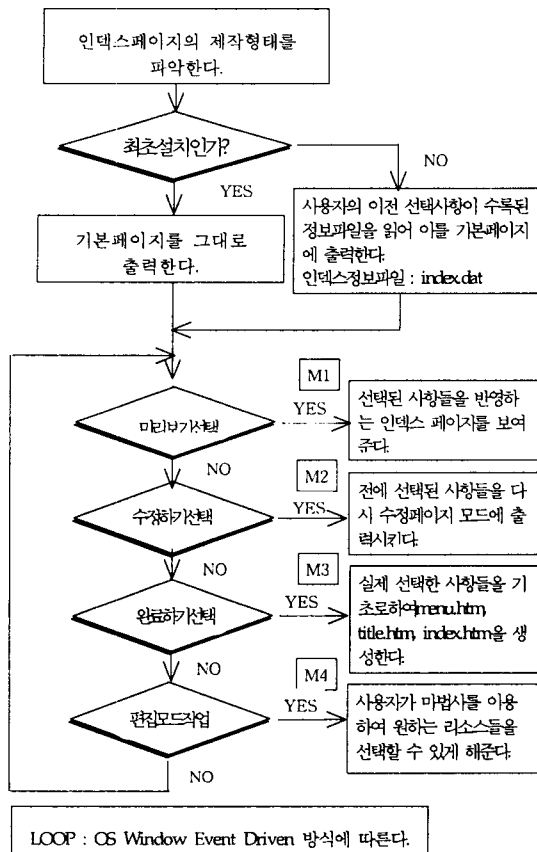 인덱스페이지의 제작형태를
파악한다.
최초설치인가?
NO
YES
기본페이지를 그대로
출력한다.
사용자의 이전 선택사항이 수록된
정보파일을 읽어 이를 기본페이지
에 출력한다.
인덱스정보파일 : index.dat
M1
미리보기선택
YES
선택된 사항들을 반영하
는 인덱스 페이지를 보여
준다.
NO
M2
수정하기선택
YES
전에 선택된 사항들을 다
시 수정페이지 모드에 출
력시키다.
NO
M3
완료하기선택
YES
실제 선택한 사항들을 기
초로하여menu.htm,
title.htm, index.htm을 생
성한다.
NO
M4
편집모드작업
YES
사용자가 마법사를 이용
하여 원하는 리소스들을
선택할 수 있게 해준다.
NO
LOOP : OS Window Event Driven 방식에 따른다.